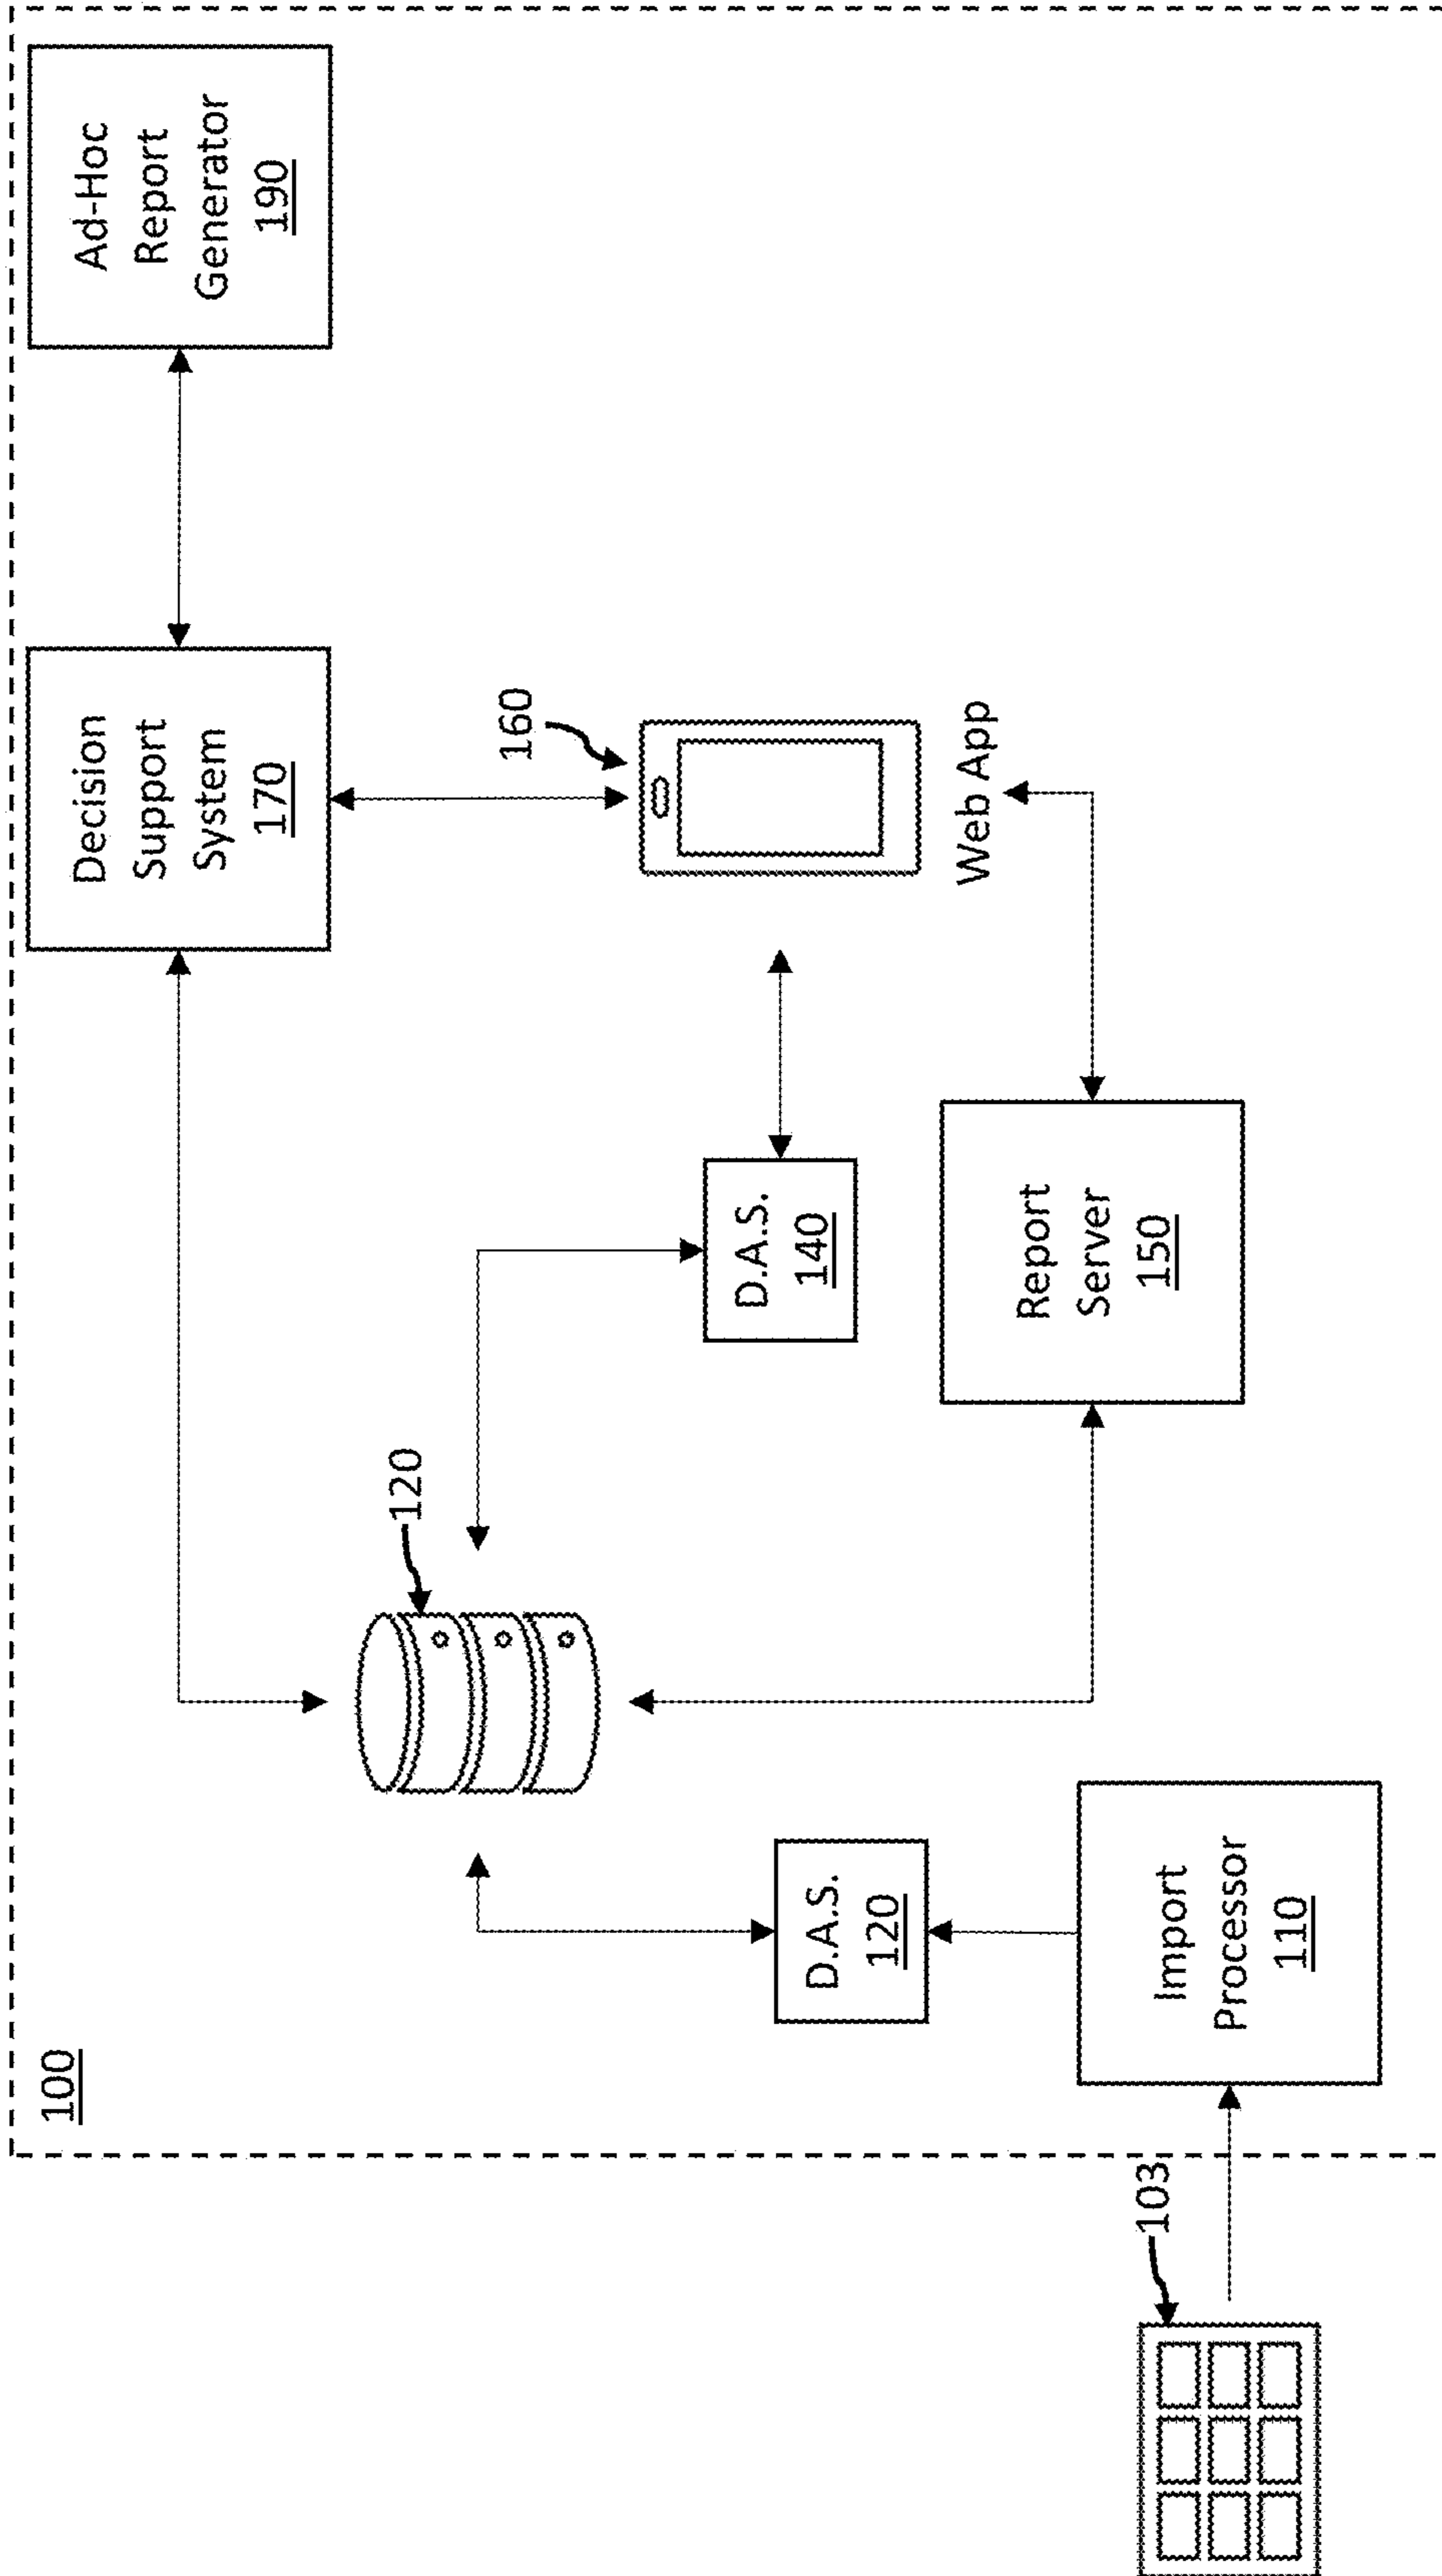 100
Decision
Support
System
170
Ad-Hoc
Report
Generator
190
120
160
D.A.S.
140
Web App
D.A.S.
120
Report
Server
150
103
Import
Processor
110